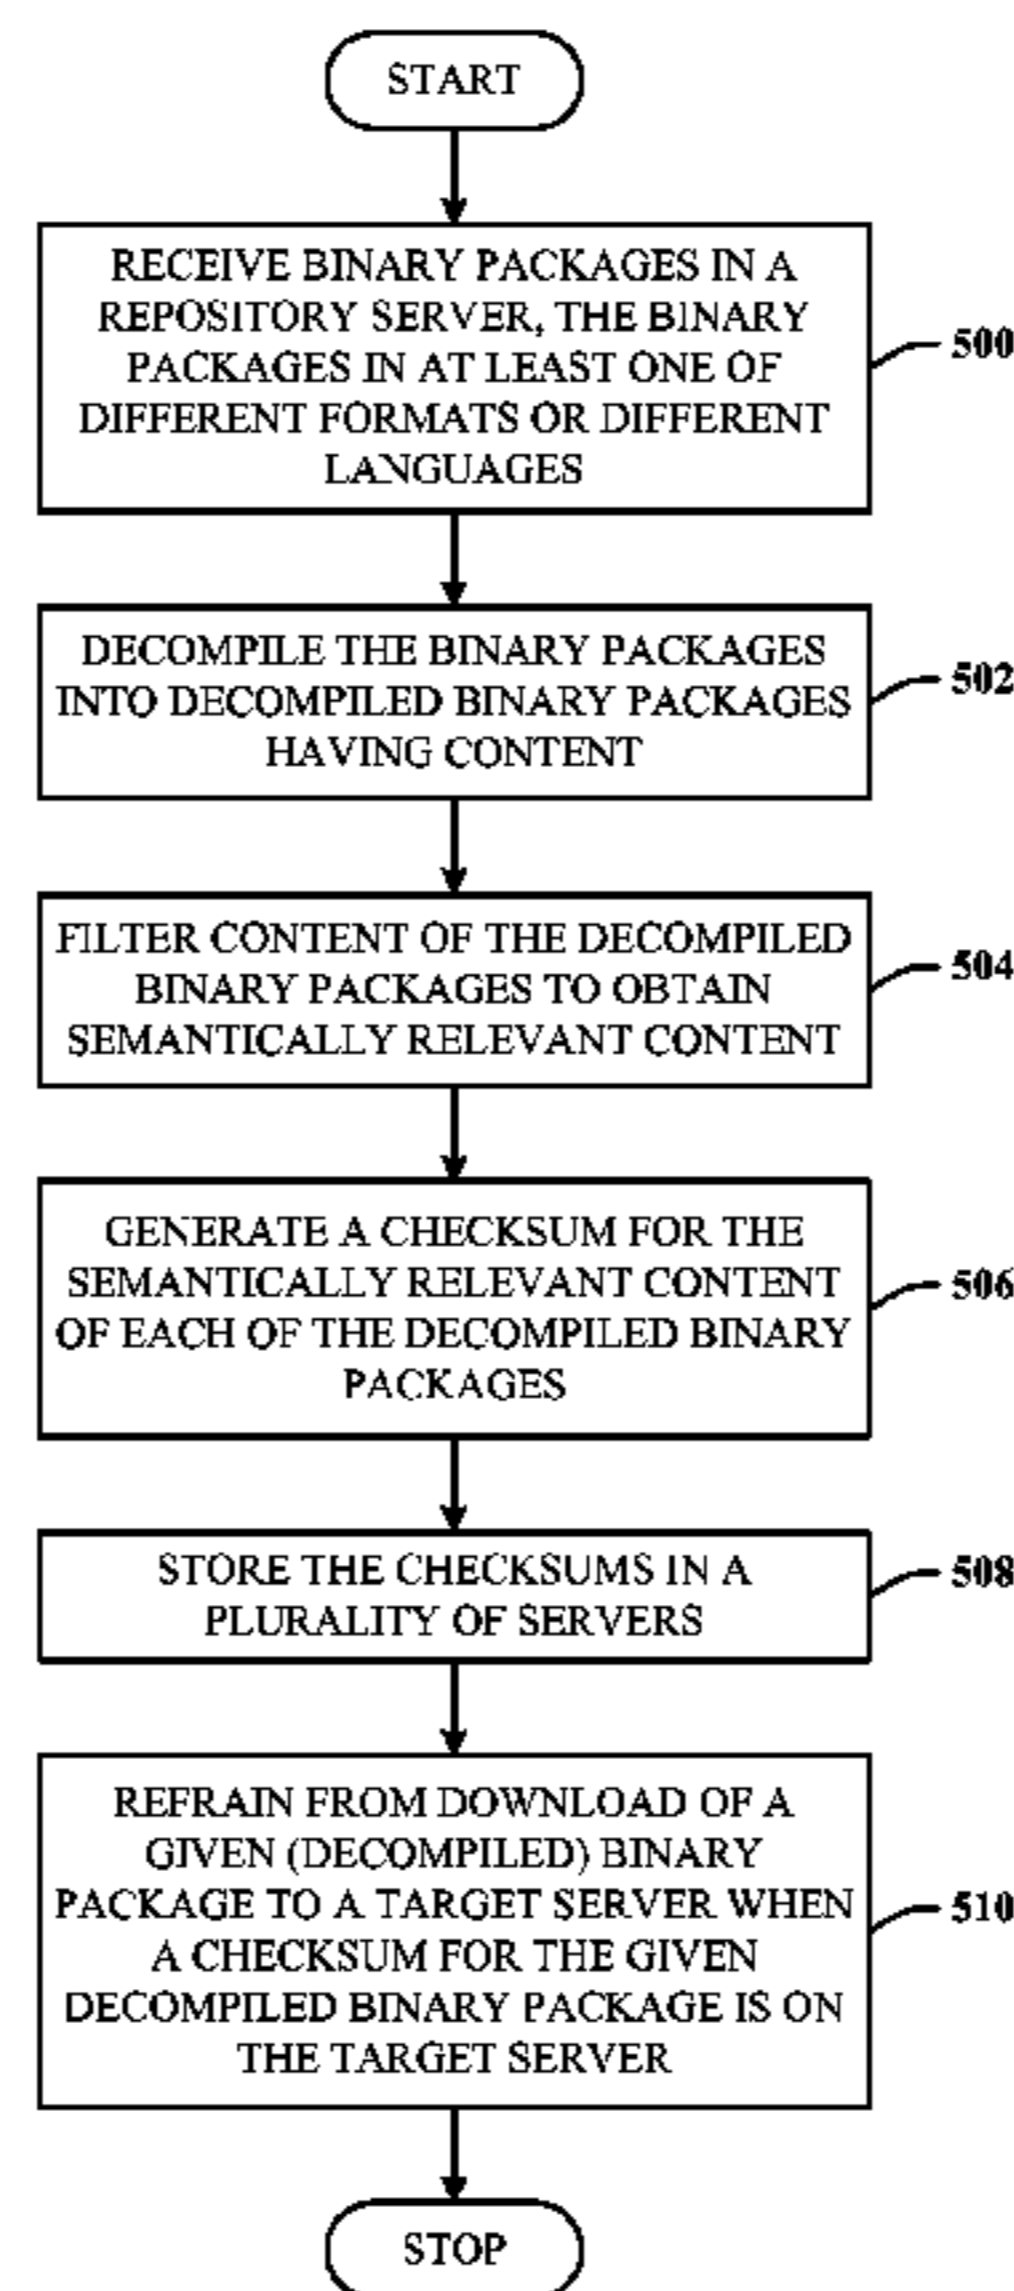 START
RECEIVE BINARY PACKAGES IN A
REPOSITORY SERVER, THE BINARY
PACKAGES IN AT LEAST ONE OF
DIFFERENT FORMATS OR DIFFERENT
LANGUAGES
500
DECOMPILE THE BINARY PACKAGES
INTO DECOMPILED BINARY PACKAGES
HAVING CONTENT
502
FILTER CONTENT OF THE DECOMPILED
BINARY PACKAGES TO OBTAIN
SEMANTICALLY RELEVANT CONTENT
504
GENERATE A CHECKSUM FOR THE
SEMANTICALLY RELEVANT CONTENT
OF EACH OF THE DECOMPILED BINARY
PACKAGES
506
STORE THE CHECKSUMS IN A
PLURALITY OF SERVERS
508
REFRAIN FROM DOWNLOAD OF A
GIVEN (DECOMPILED) BINARY
PACKAGE TO A TARGET SERVER WHEN
A CHECKSUM FOR THE GIVEN
DECOMPILED BINARY PACKAGE IS ON
THE TARGET SERVER
510
STOP